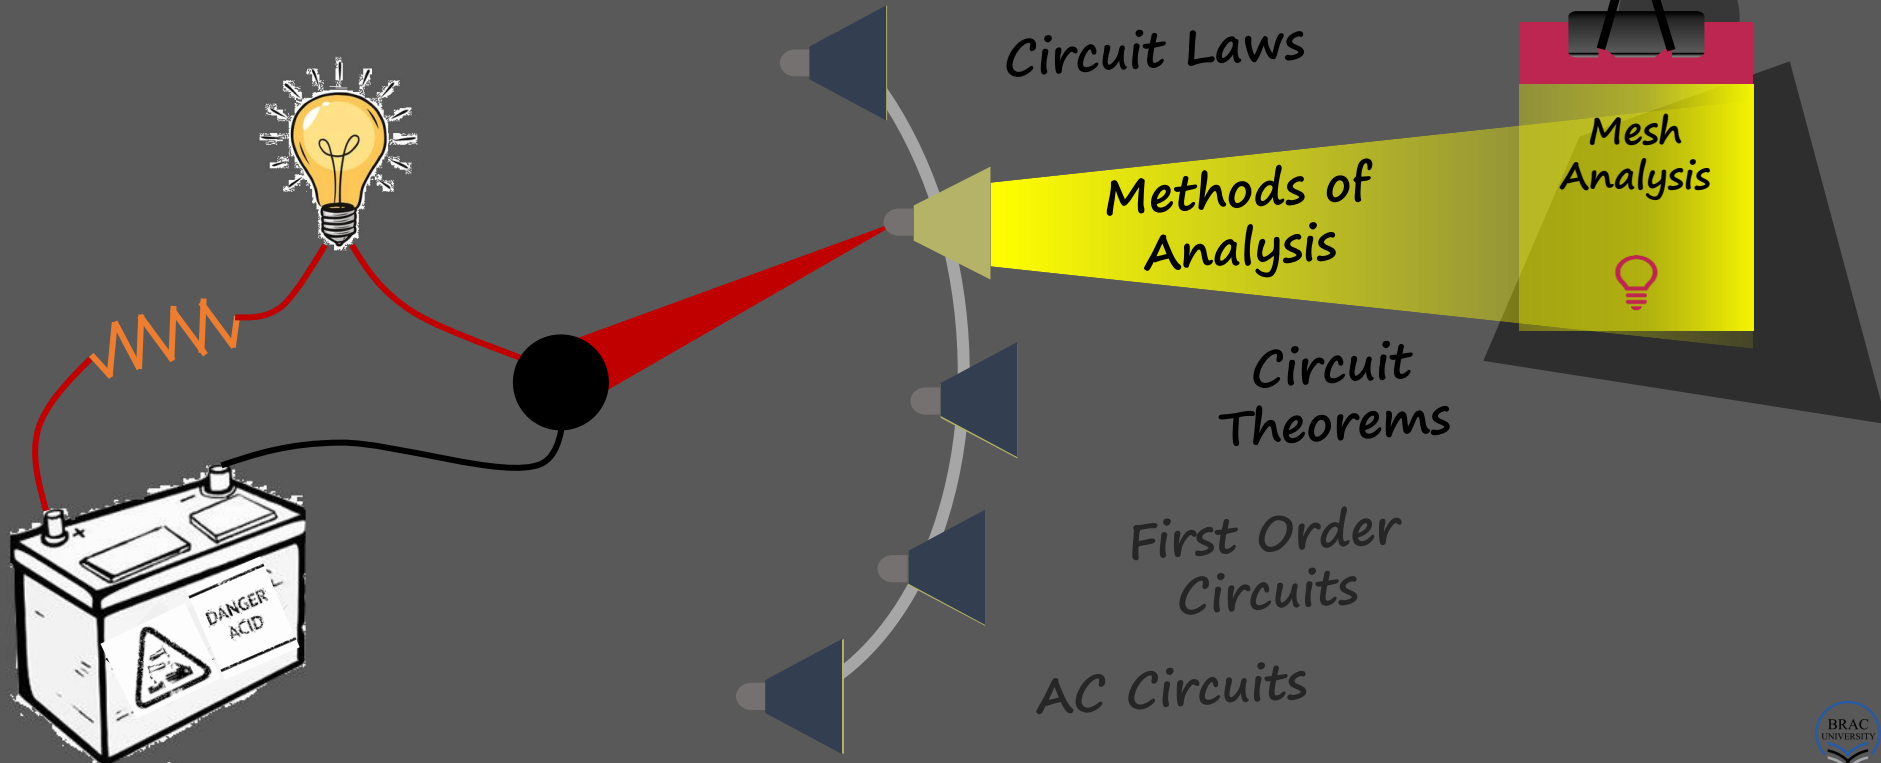 Circuit Laws
Methods of
Analysis
Mesh
Analysis
Circuit
Theorems
First Order
Circuits
AC Circuits
+
DANGER
ACID
BRAC
UNIVERSITY